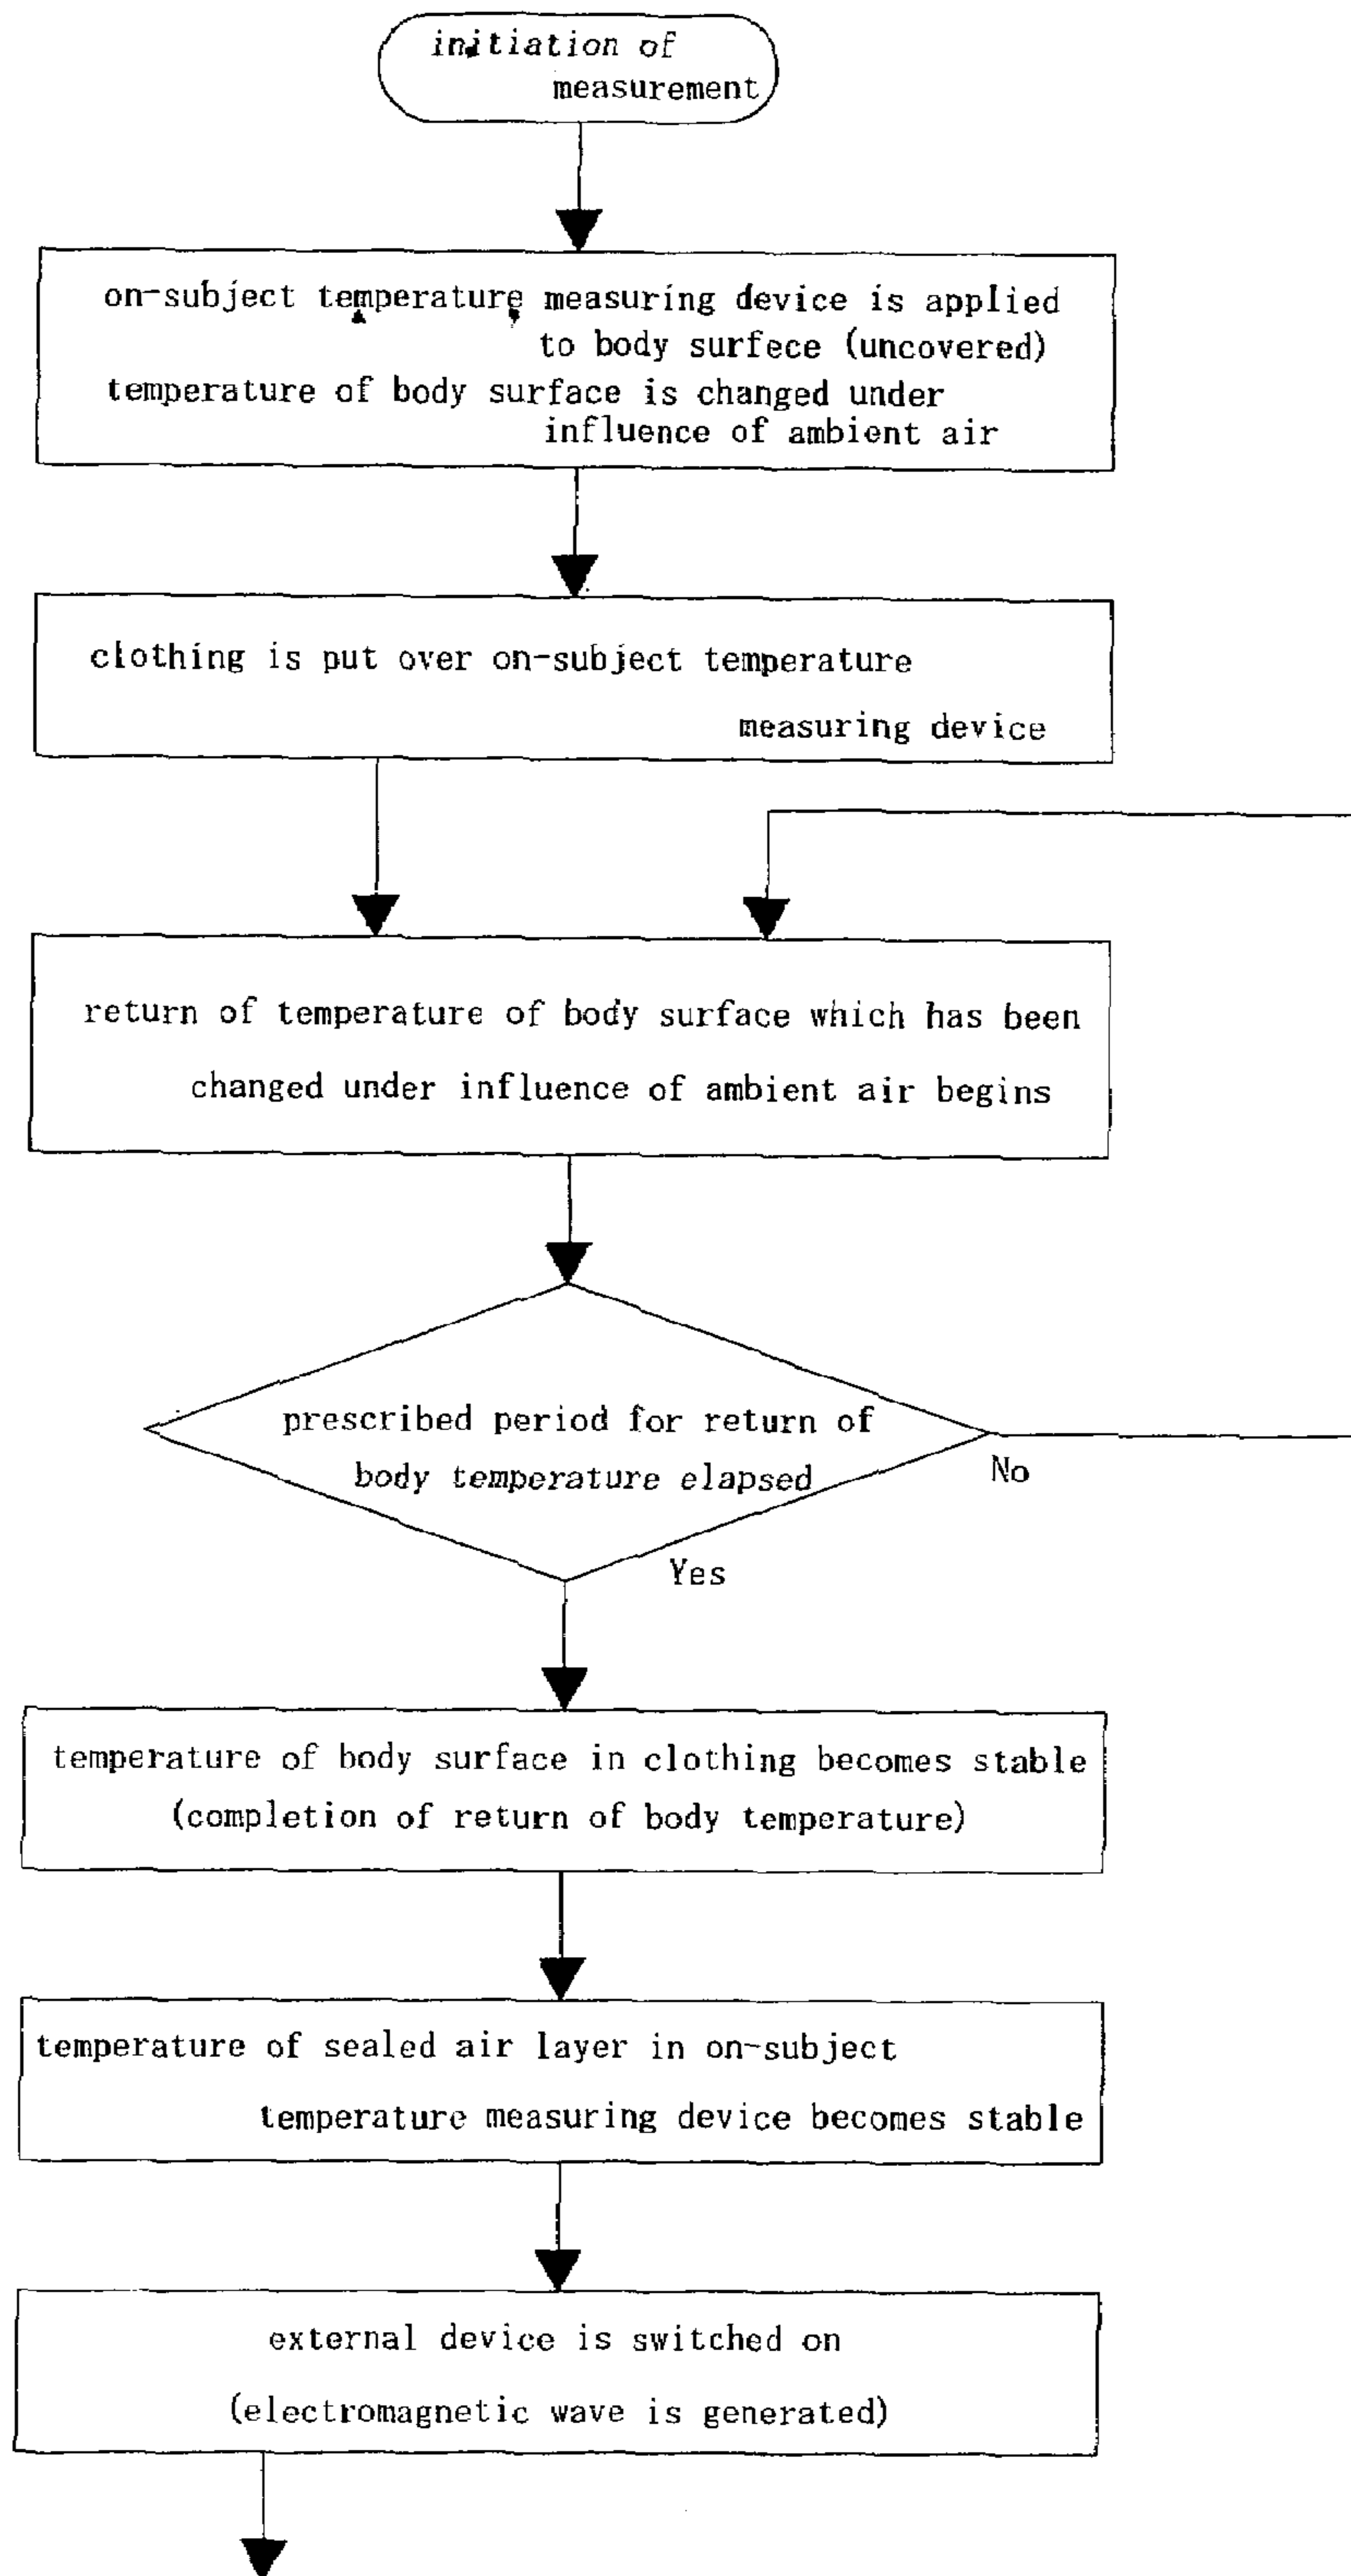 initiation of
measurement
on-subject temperature measuring device is applied
to body surfece (uncovered)
temperature of body surface is changed under
influence of ambient air
clothing is put over on-subject temperature
measuring device
return of temperature of body surface which has been
changed under influence of ambient air begins
prescribed period for return of
body temperature elapsed
No
Yes
temperature of body surface in clothing becomes stable
(completion of return of body temperature)
temperature of sealed air layer in on-subject
temperature measuring device becomes stable
external device is switched on
(electromagnetic wave is generated)